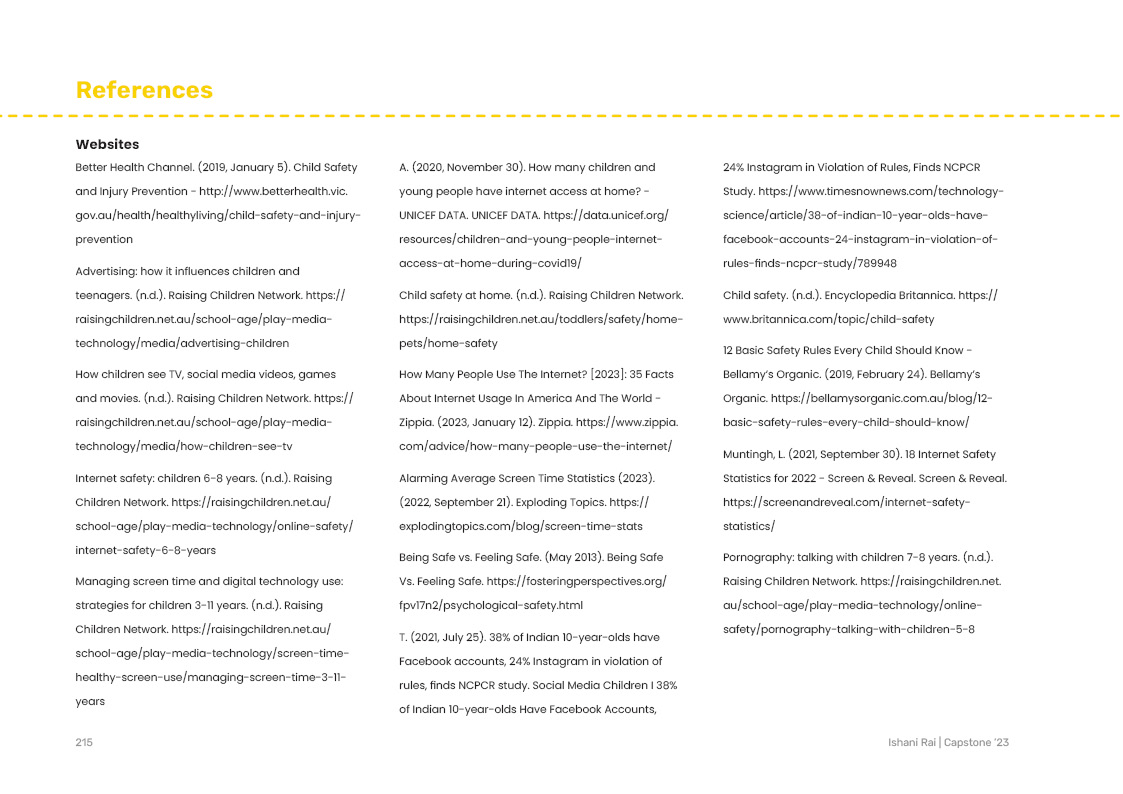 References
Websites
Better Health Channel. (2019, January 5). Child Safety
and Injury Prevention - http://www.betterhealth.vic.
gov.au/health/healthyliving/child-safety-and-injury-
prevention
Advertising: how it influences children and
teenagers. (n.d.). Raising Children Network. https://
raisingchildren.net.au/school-age/play-media-
technology/media/advertising-children
How children see TV, social media videos, games
and movies. (n.d.). Raising Children Network. https://
raisingchildren.net.au/school-age/play-media-
technology/media/how-children-see-tv
Internet safety: children 6-8 years. (n.d.). Raising
Children Network. https://raisingchildren.net.au/
school-age/play-media-technology/online-safety/
internet-safety-6-8-years
Managing screen time and digital technology use:
strategies for children 3-11 years. (n.d.). Raising
Children Network. https://raisingchildren.net.au/
school-age/play-media-technology/screen-time-
healthy-screen-use/managing-screen-time-3-11-
years
A. (2020, November 30). How many children and
young people have internet access at home? -
UNICEF DATA. UNICEF DATA. https://data.unicef.org/
resources/children-and-young-people-internet-
access-at-home-during-covid19/
Child safety at home. (n.d.). Raising Children Network.
https://raisingchildren.net.au/toddlers/safety/home-
pets/home-safety
How Many People Use The Internet? [2023]: 35 Facts
About Internet Usage In America And The World -
Zippia. (2023, January 12). Zippia. https://www.zippia.
com/advice/how-many-people-use-the-internet/
Alarming Average Screen Time Statistics (2023).
(2022, September 21). Exploding Topics. https://
explodingtopics.com/blog/screen-time-stats
Being Safe vs. Feeling Safe. (May 2013). Being Safe
Vs. Feeling Safe. https://fosteringperspectives.org/
fpv17n2/psychological-safety.html
T. (2021, July 25). 38% of Indian 10-year-olds have
Facebook accounts, 24% Instagram in violation of
rules, finds NCPCR study. Social Media Children I 38%
of Indian 10-year-olds Have Facebook Accounts,
24% Instagram in Violation of Rules, Finds NCPCR
Study. https://www.timesnownews.com/technology-
science/article/38-of-indian-10-year-olds-have-
facebook-accounts-24-instagram-in-violation-of-
rules-finds-ncpcr-study/789948
Child safety. (n.d.). Encyclopedia Britannica. https://
www.britannica.com/topic/child-safety
12 Basic Safety Rules Every Child Should Know -
Bellamy's Organic. (2019, February 24). Bellamy's
Organic. https://bellamysorganic.com.au/blog/12-
basic-safety-rules-every-child-should-know/
Muntingh, L. (2021, September 30). 18 Internet Safety
Statistics for 2022 - Screen & Reveal. Screen & Reveal.
https://screenandreveal.com/internet-safety-
statistics/
Pornography: talking with children 7-8 years. (n.d.).
Raising Children Network. https://raisingchildren.net.
au/school-age/play-media-technology/online-
safety/pornography-talking-with-children-5-8
215
Ishani Rai | Capstone '23